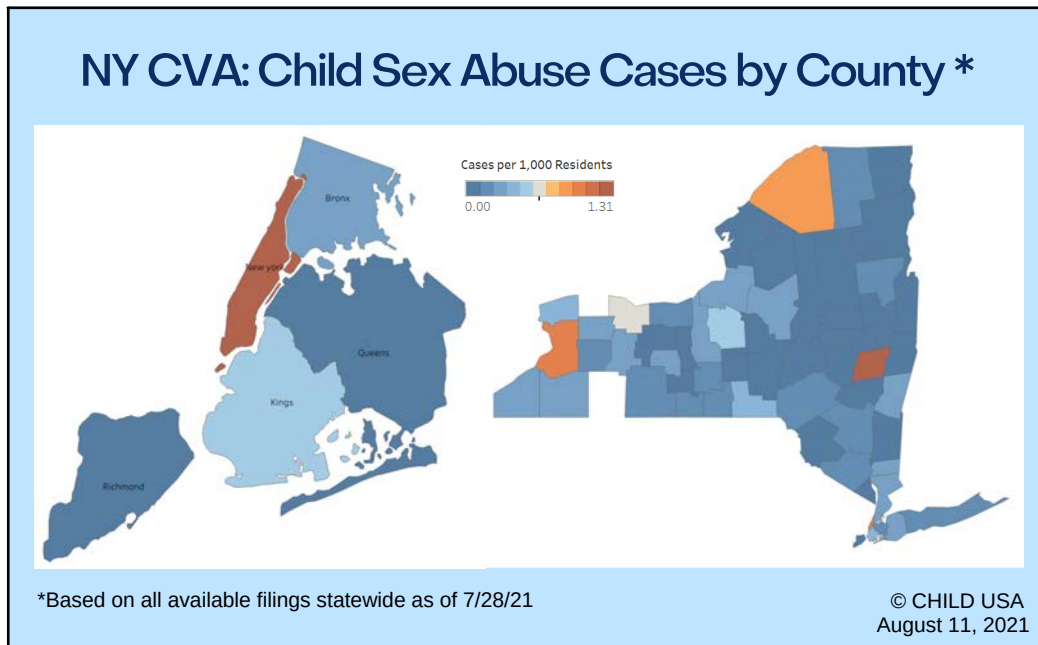 NY CVA: Child Sex Abuse Cases by County *
Cases per 1,000 Residents
0.00 1.31
Bronx
New york
Queens
Kings
Richmond
*Based on all available filings statewide as of 7/28/21
© CHILD USA
August 11, 2021